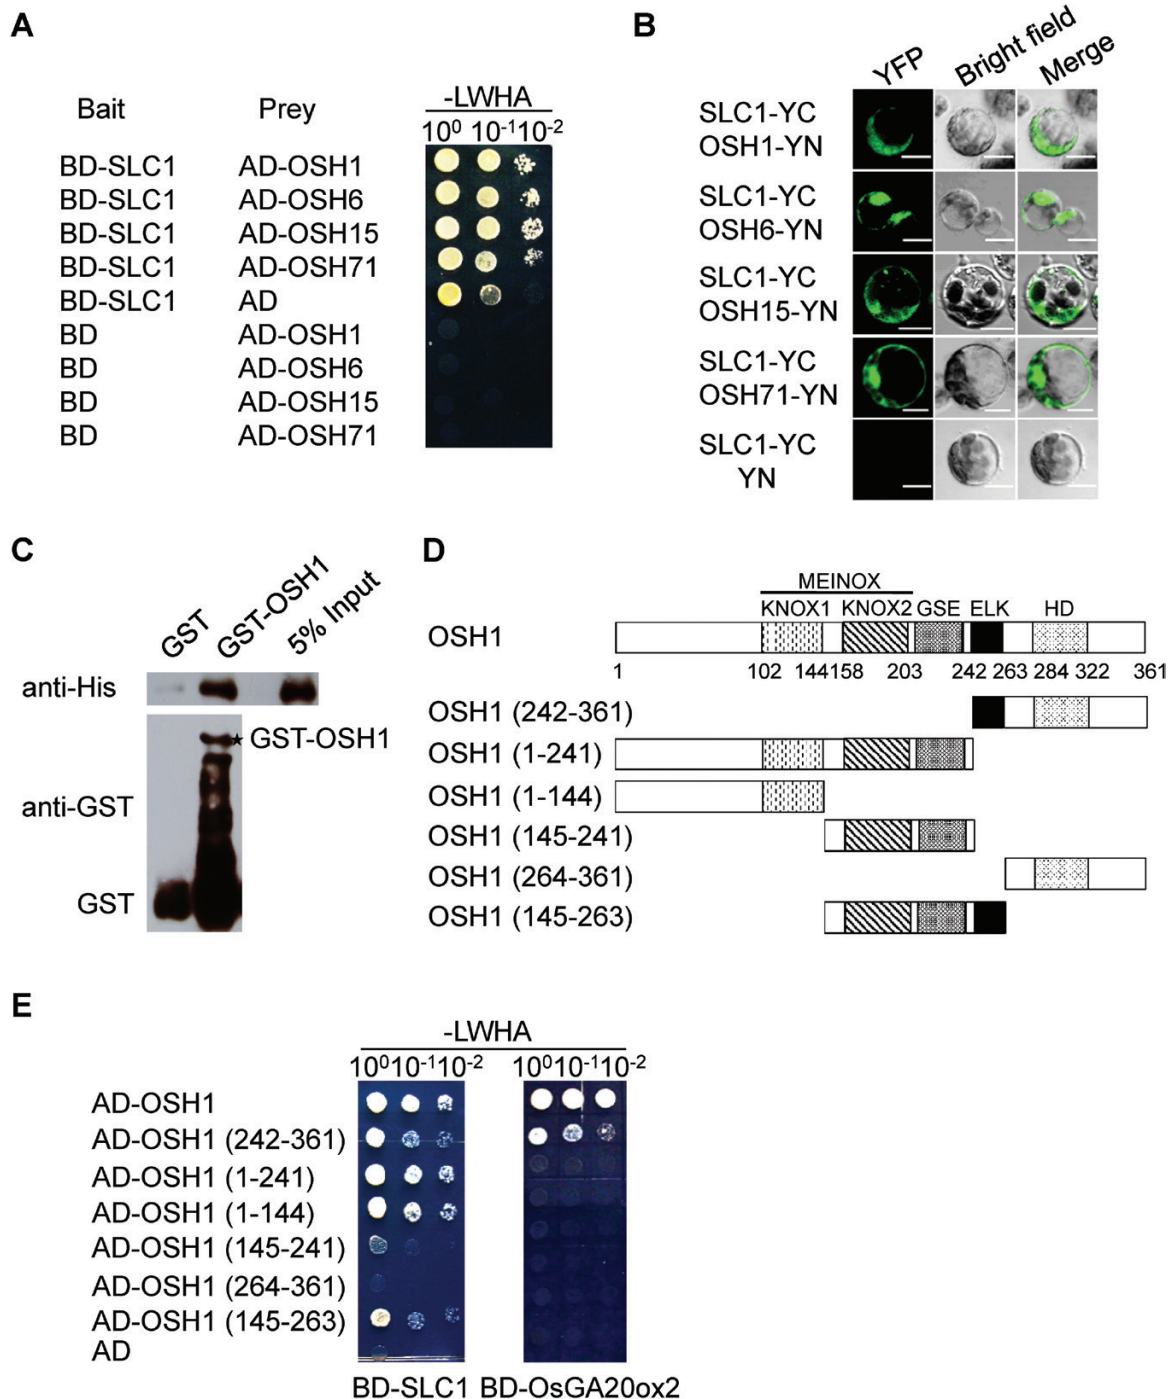 A
Bait Prey -LWHA
10⁰ 10⁻¹ 10⁻²
BD-SLC1 AD-OSH1
BD-SLC1 AD-OSH6
BD-SLC1 AD-OSH15
BD-SLC1 AD-OSH71
BD-SLC1 AD
BD AD-OSH1
BD AD-OSH6
BD AD-OSH15
BD AD-OSH71
B
YFP Bright field Merge
SLC1-YC
OSH1-YN
SLC1-YC
OSH6-YN
SLC1-YC
OSH15-YN
SLC1-YC
OSH71-YN
SLC1-YC
YN
C
GST GST-OSH1 5% Input
anti-His
GST-OSH1
anti-GST
GST
D
MEINOX
KNOX1 KNOX2 GSE ELK HD
OSH1
1 102 144 158 203 242 263 284 322 361
OSH1 (242-361)
OSH1 (1-241)
OSH1 (1-144)
OSH1 (145-241)
OSH1 (264-361)
OSH1 (145-263)
E
-LWHA
10⁰ 10⁻¹ 10⁻² 10⁰ 10⁻¹ 10⁻²
AD-OSH1
AD-OSH1 (242-361)
AD-OSH1 (1-241)
AD-OSH1 (1-144)
AD-OSH1 (145-241)
AD-OSH1 (264-361)
AD-OSH1 (145-263)
AD
BD-SLC1 BD-OsGA20ox2